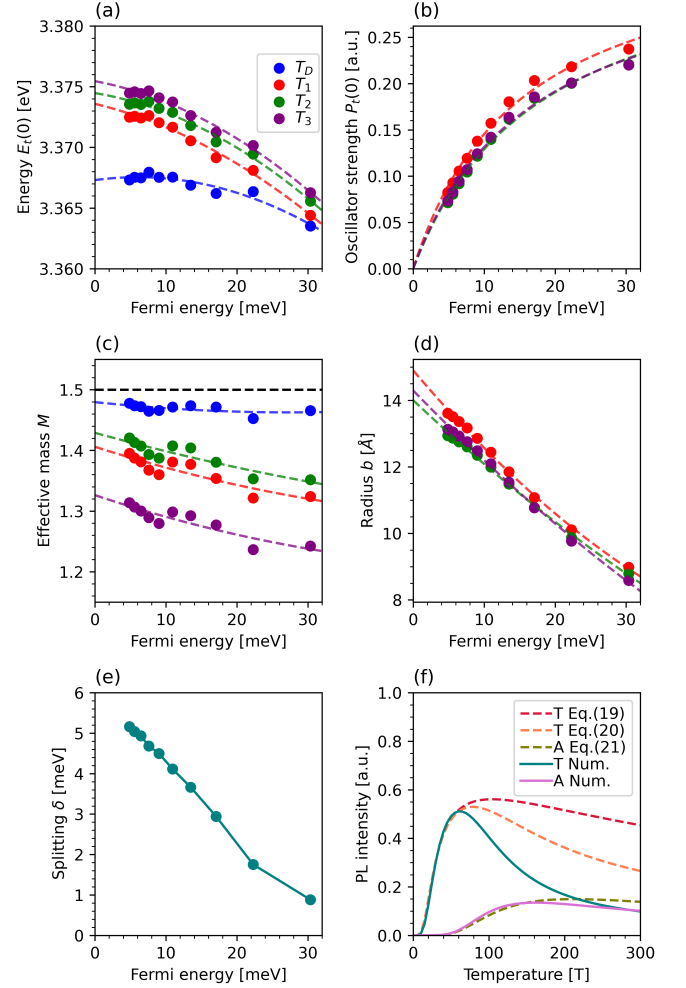 (a)
3.380
3.375
3.370
3.365
3.360
Energy E_t(0) [eV]
T_D
T_1
T_2
T_3
0 10 20 30
Fermi energy [meV]
(b)
0.25
0.20
0.15
0.10
0.05
0.00
Oscillator strength P_t(0) [a.u.]
0 10 20 30
Fermi energy [meV]
(c)
1.5
1.4
1.3
1.2
Effective mass M
0 10 20 30
Fermi energy [meV]
(d)
14
12
10
8
Radius b [Å]
0 10 20 30
Fermi energy [meV]
(e)
6
5
4
3
2
1
0
Splitting δ [meV]
0 10 20 30
Fermi energy [meV]
(f)
1.0
0.8
0.6
0.4
0.2
0.0
PL intensity [a.u.]
T Eq.(19)
T Eq.(20)
A Eq.(21)
T Num.
A Num.
0 100 200 300
Temperature [T]